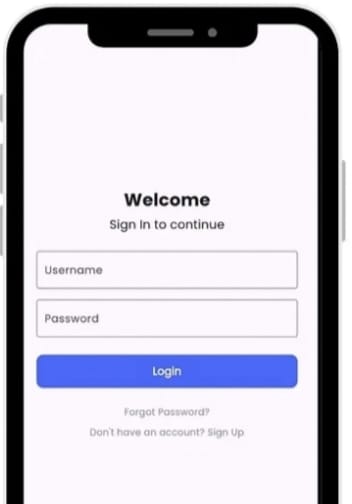 Welcome
Sign In to continue
Username
Password
Login
Forgot Password?
Don't have an account? Sign Up